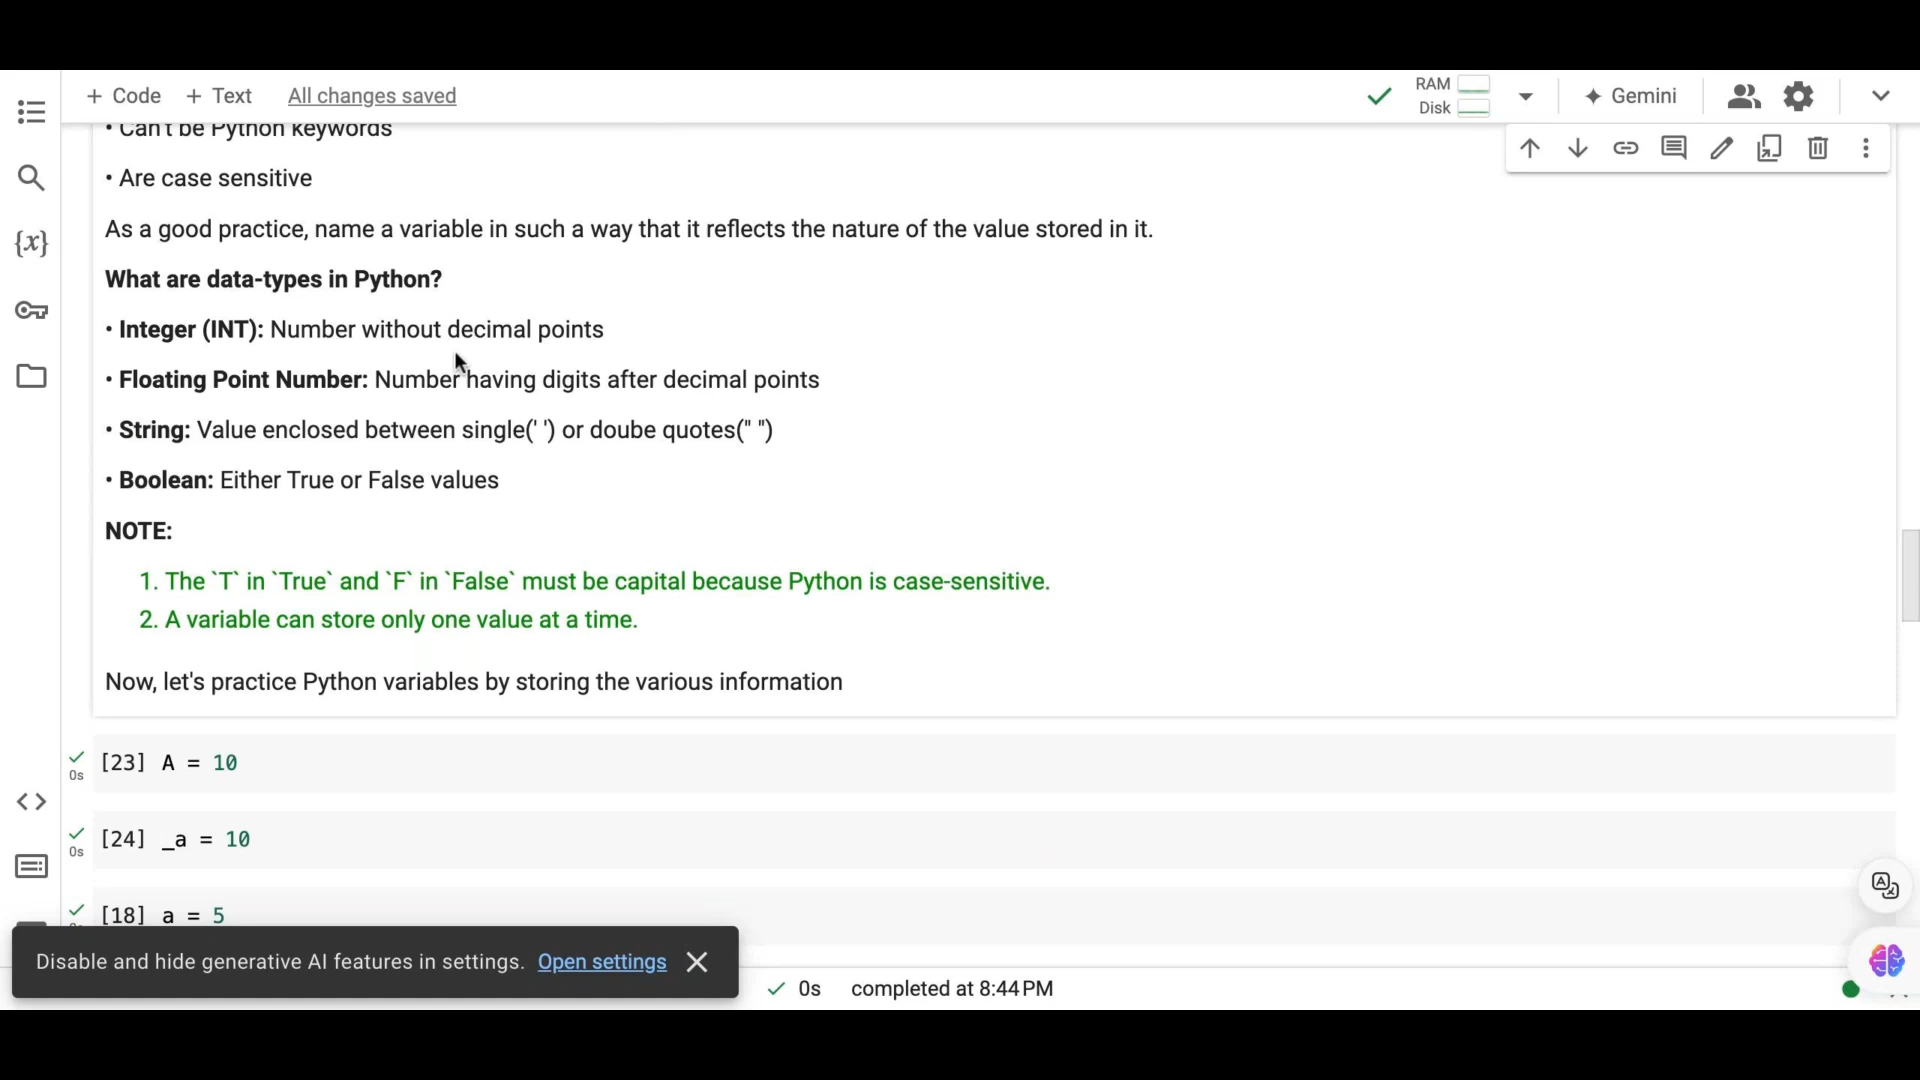 + Code + Text All changes saved
RAM
Disk
Gemini
• Can't be Python keywords
• Are case sensitive
As a good practice, name a variable in such a way that it reflects the nature of the value stored in it.
What are data-types in Python?
• Integer (INT): Number without decimal points
• Floating Point Number: Number having digits after decimal points
• String: Value enclosed between single(' ') or doube quotes(" ")
• Boolean: Either True or False values
NOTE:
1. The `T` in `True` and `F` in `False` must be capital because Python is case-sensitive.
2. A variable can store only one value at a time.
Now, let's practice Python variables by storing the various information
[23] A = 10
0s
[24] _a = 10
0s
[18] a = 5
Disable and hide generative AI features in settings. Open settings
0s completed at 8:44 PM